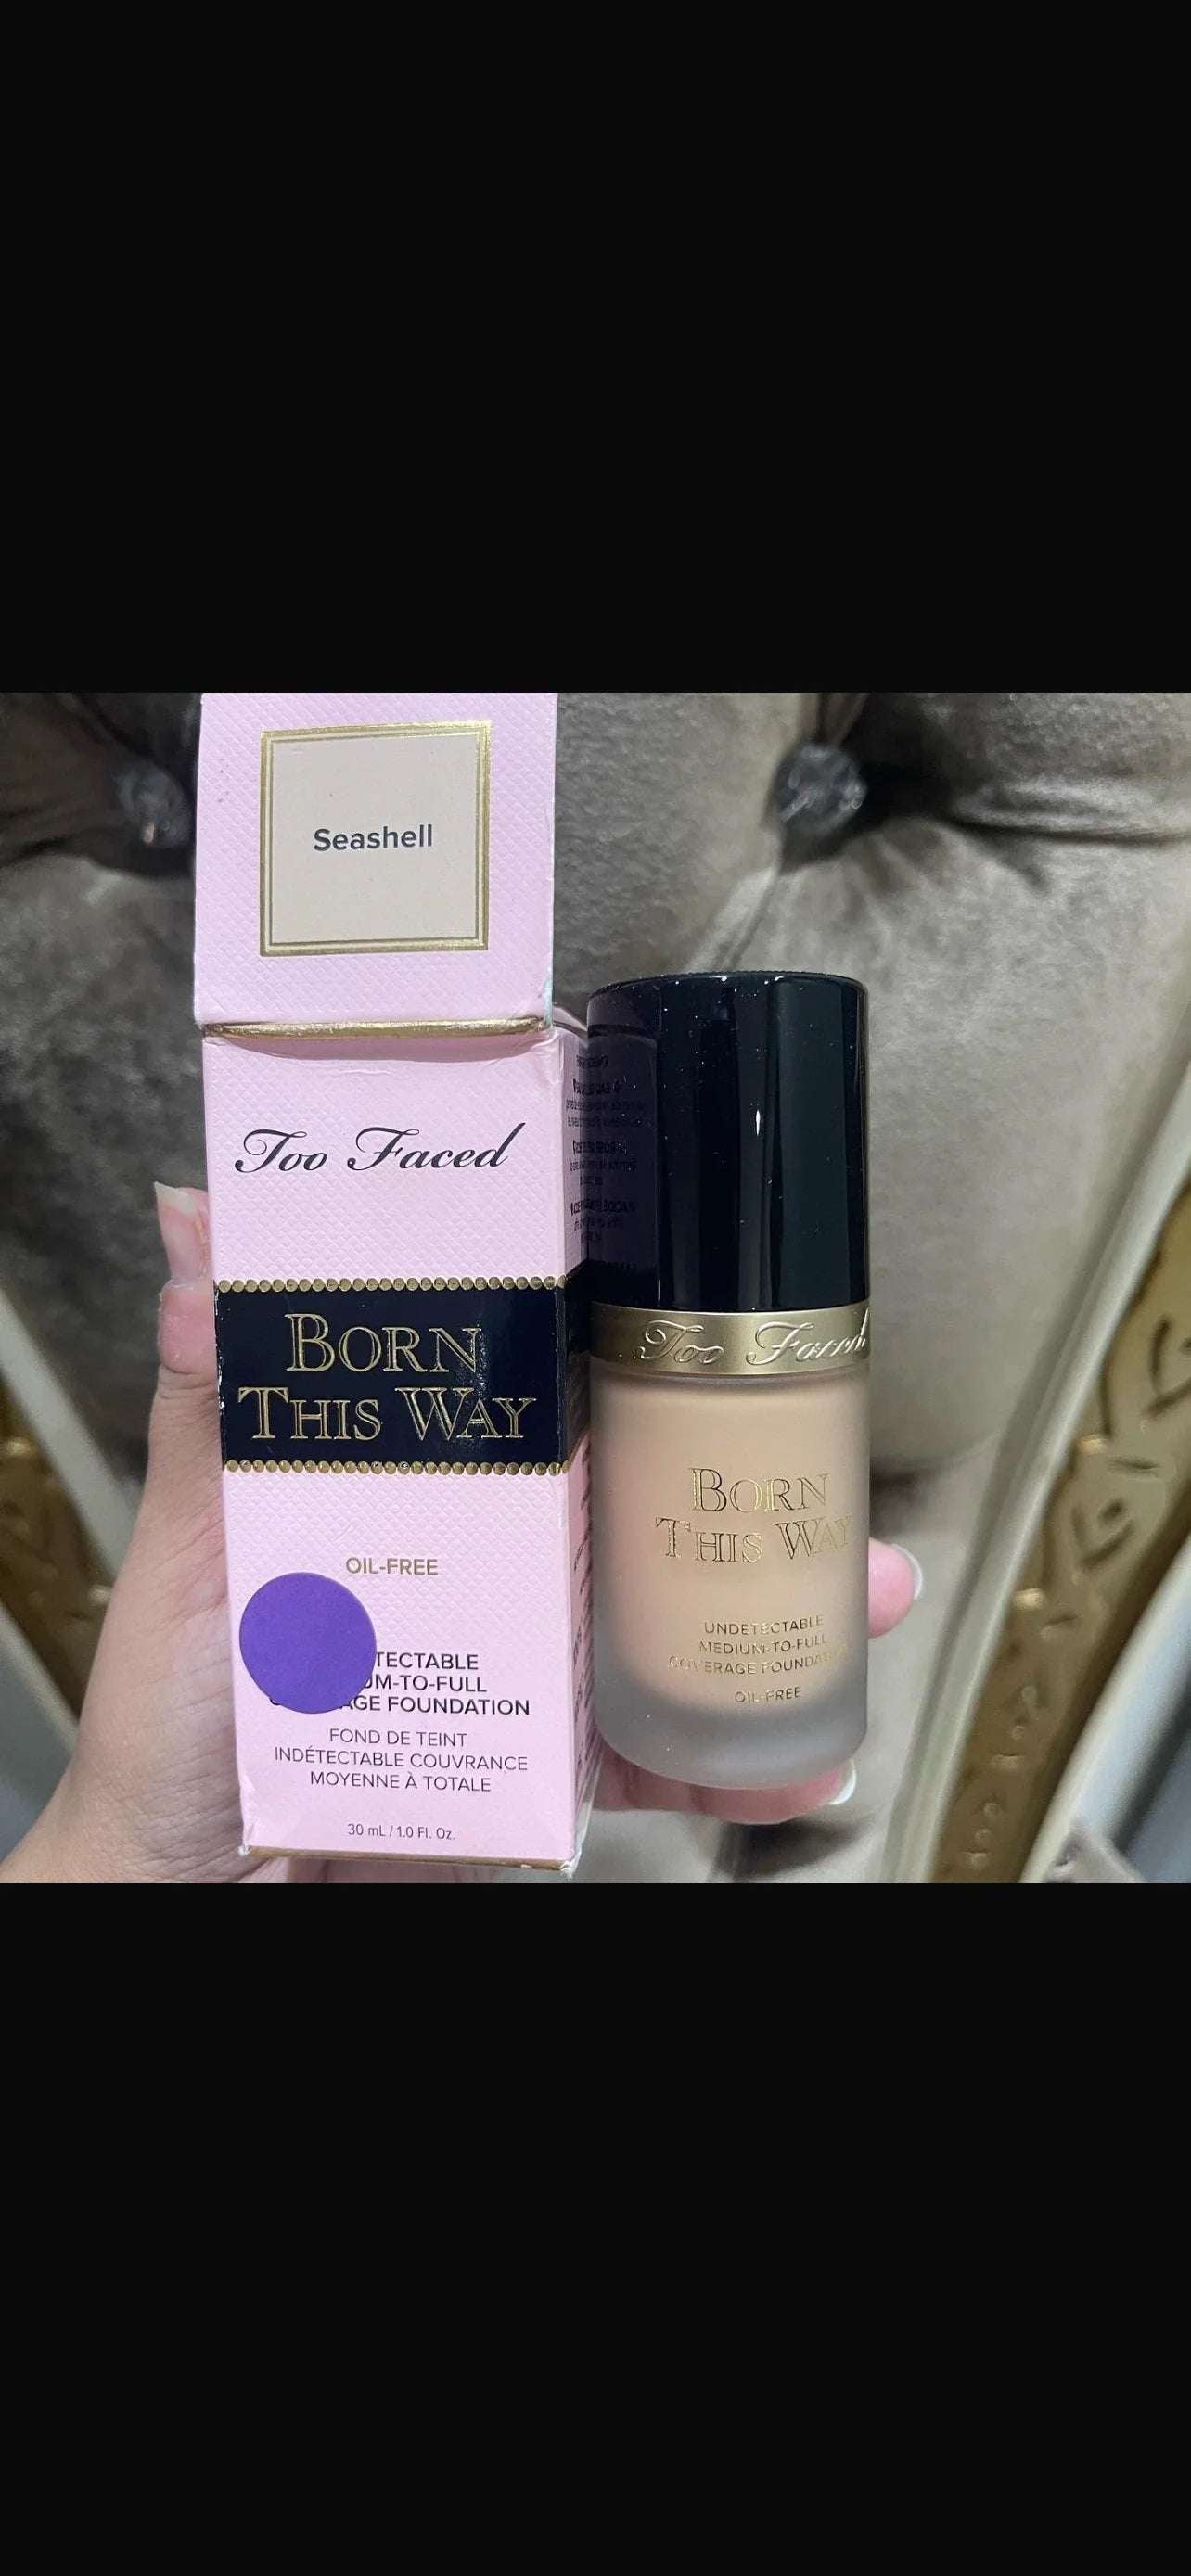 Seashell
Too Faced
BORN
THIS WAY
OIL-FREE
TECTABLE
UM-TO-FULL
AGE FOUNDATION
FOND DE TEINT
INDÉTECTABLE COUVRANCE
MOYENNE À TOTALE
30 mL / 1.0 Fl. Oz.
Too Faced
BORN
THIS WAY
UNDETECTABLE
MEDIUM-TO-FULL
COVERAGE FOUNDATION
OIL-FREE